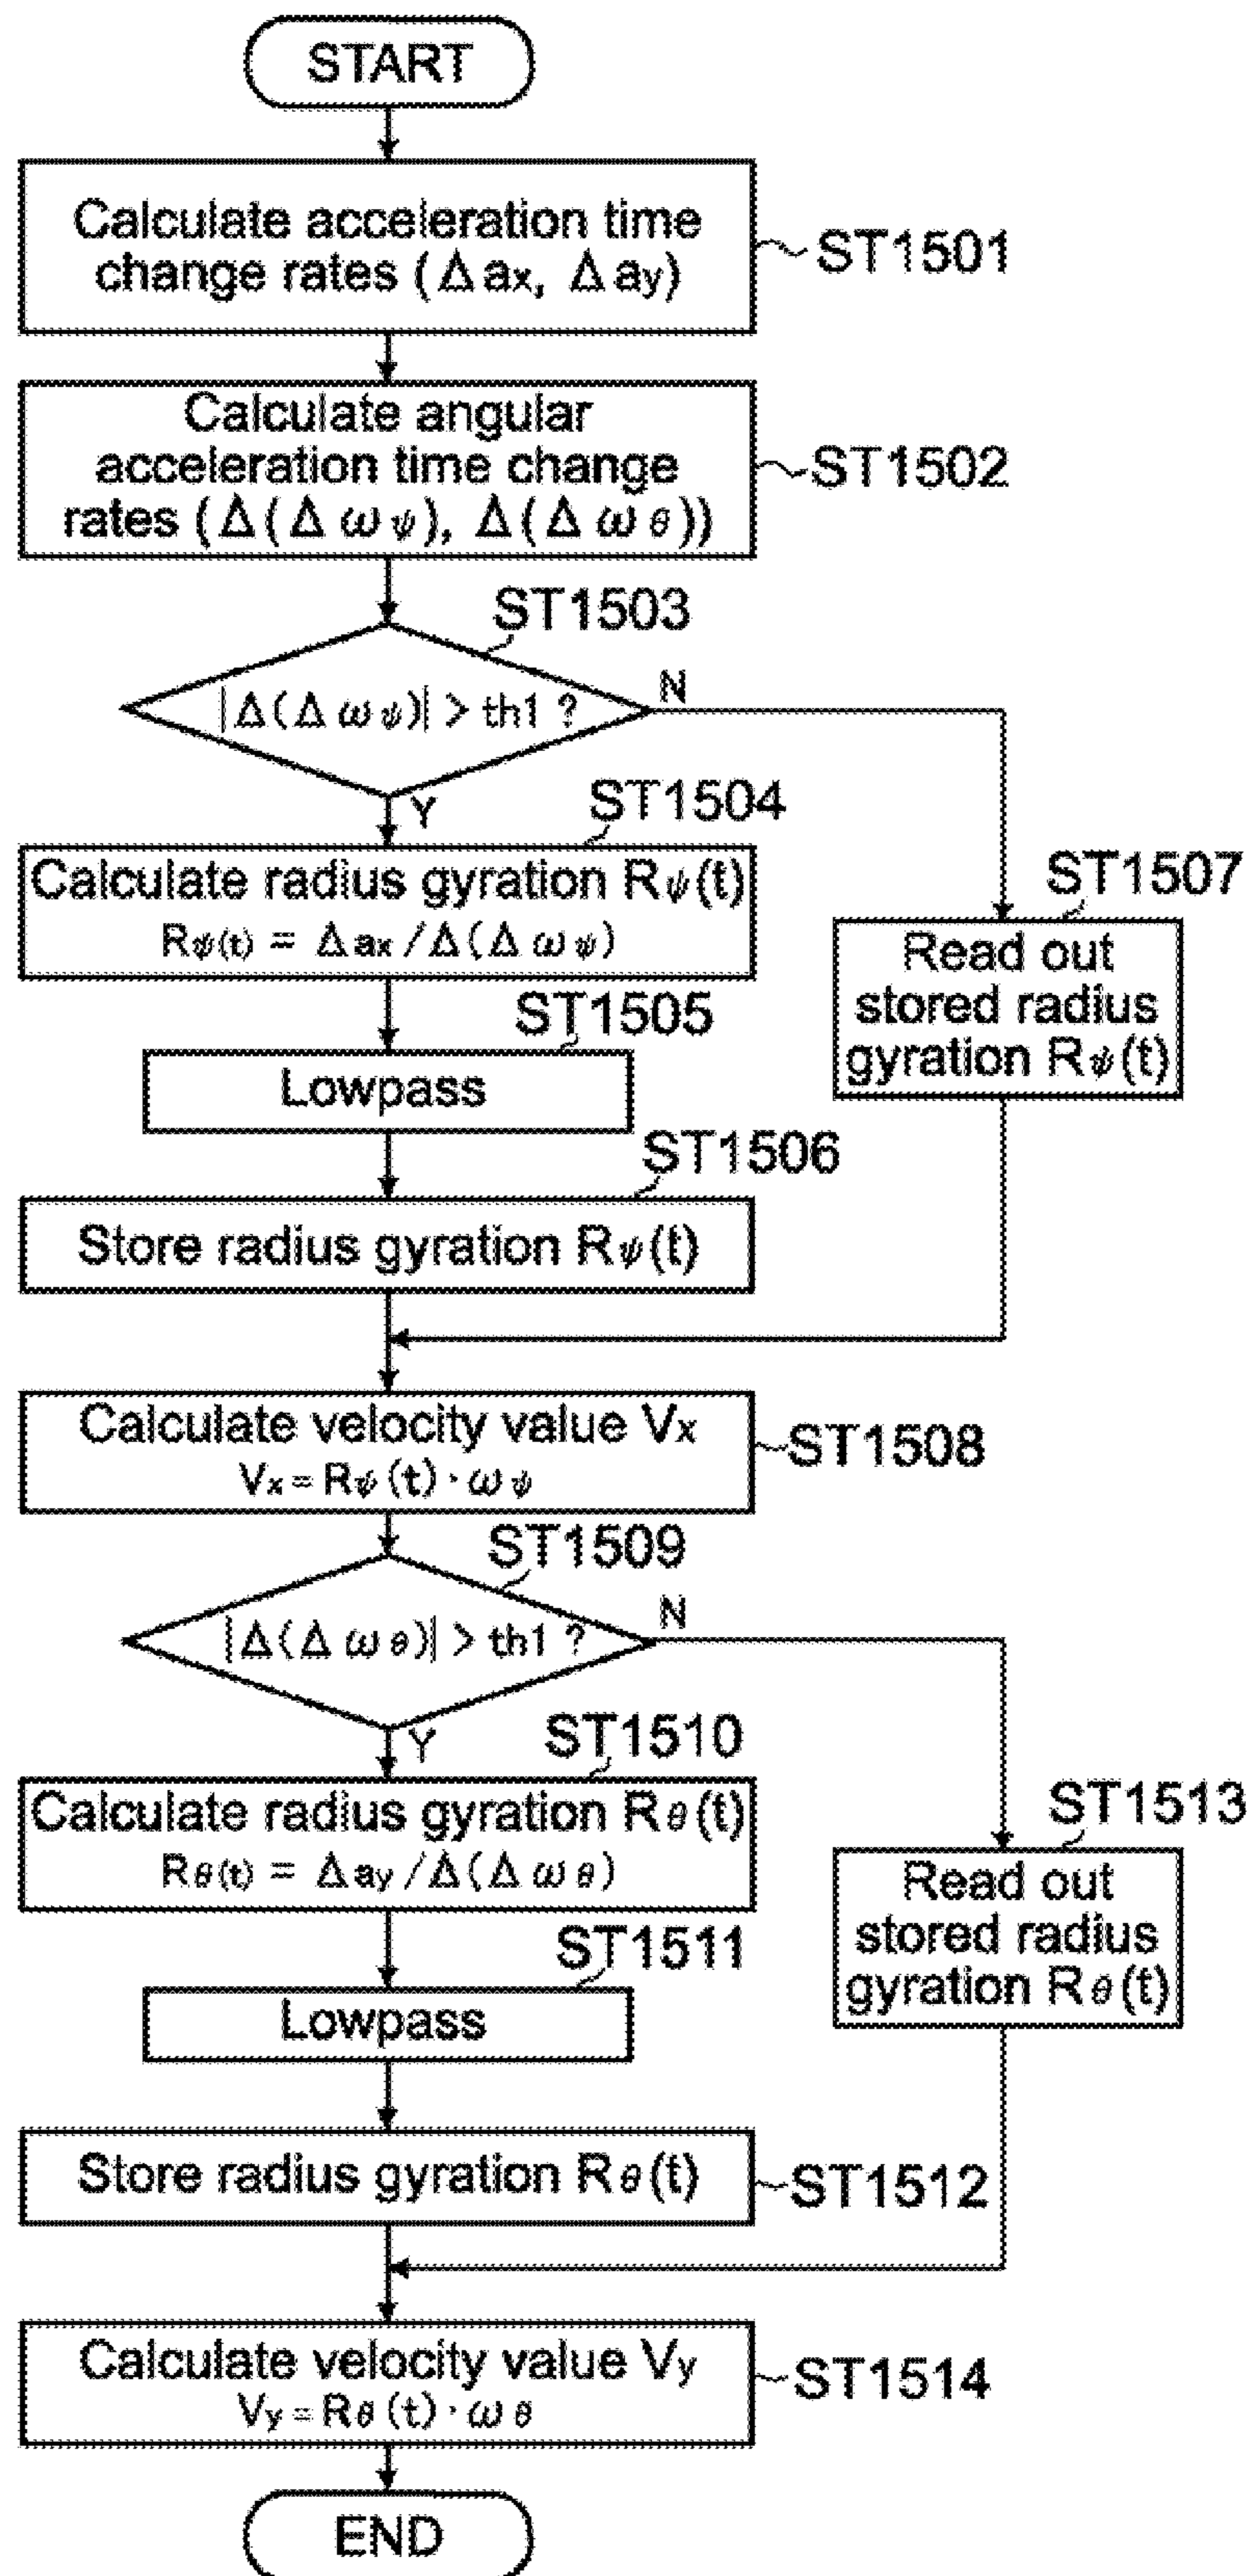 START
Calculate acceleration time
change rates (Δax, Δay)
ST1501
Calculate angular
acceleration time change
rates (Δ(Δωψ), Δ(Δωθ))
ST1502
ST1503
|Δ(Δωψ)| > th1 ?
N
Y
ST1504
Calculate radius gyration Rψ(t)
Rψ(t) = Δax/Δ(Δωψ)
ST1507
Read out
stored radius
gyration Rψ(t)
ST1505
Lowpass
ST1506
Store radius gyration Rψ(t)
Calculate velocity value Vx
Vx = Rψ(t)·ωψ
ST1508
ST1509
|Δ(Δωθ)| > th1 ?
N
Y
ST1510
Calculate radius gyration Rθ(t)
Rθ(t) = Δay/Δ(Δωθ)
ST1513
Read out
stored radius
gyration Rθ(t)
ST1511
Lowpass
Store radius gyration Rθ(t)
ST1512
Calculate velocity value Vy
Vy = Rθ(t)·ωθ
ST1514
END